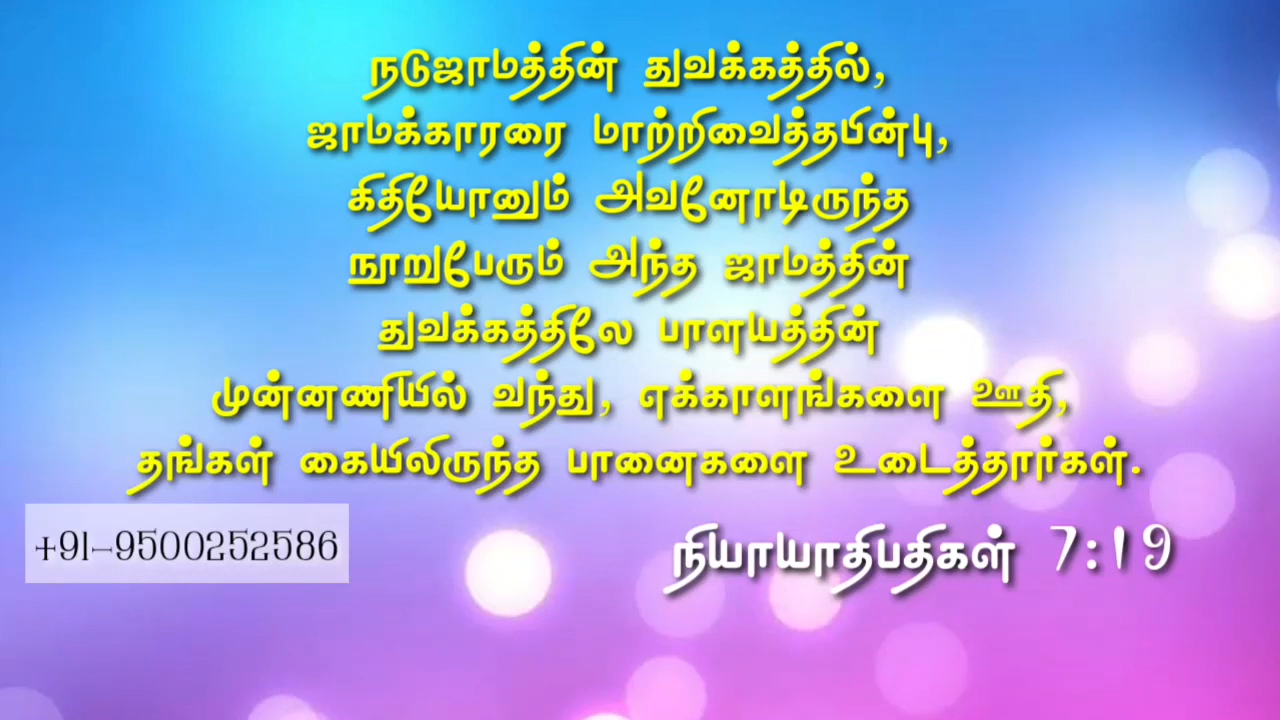 நடுஜாமத்தின் துவக்கத்தில்,
ஜாமக்காரரை மாற்றிவைத்தபின்பு,
கிதியோனும் அவனோடிருந்த
நூறுபேரும் அந்த ஜாமத்தின்
துவக்கத்திலே பாளயத்தின்
முன்னணியில் வந்து, எக்காளங்களை ஊதி,
தங்கள் கையிலிருந்த பானைகளை உடைத்தார்கள்.
+91-9500252586
நியாயாதிபதிகள் 7:19